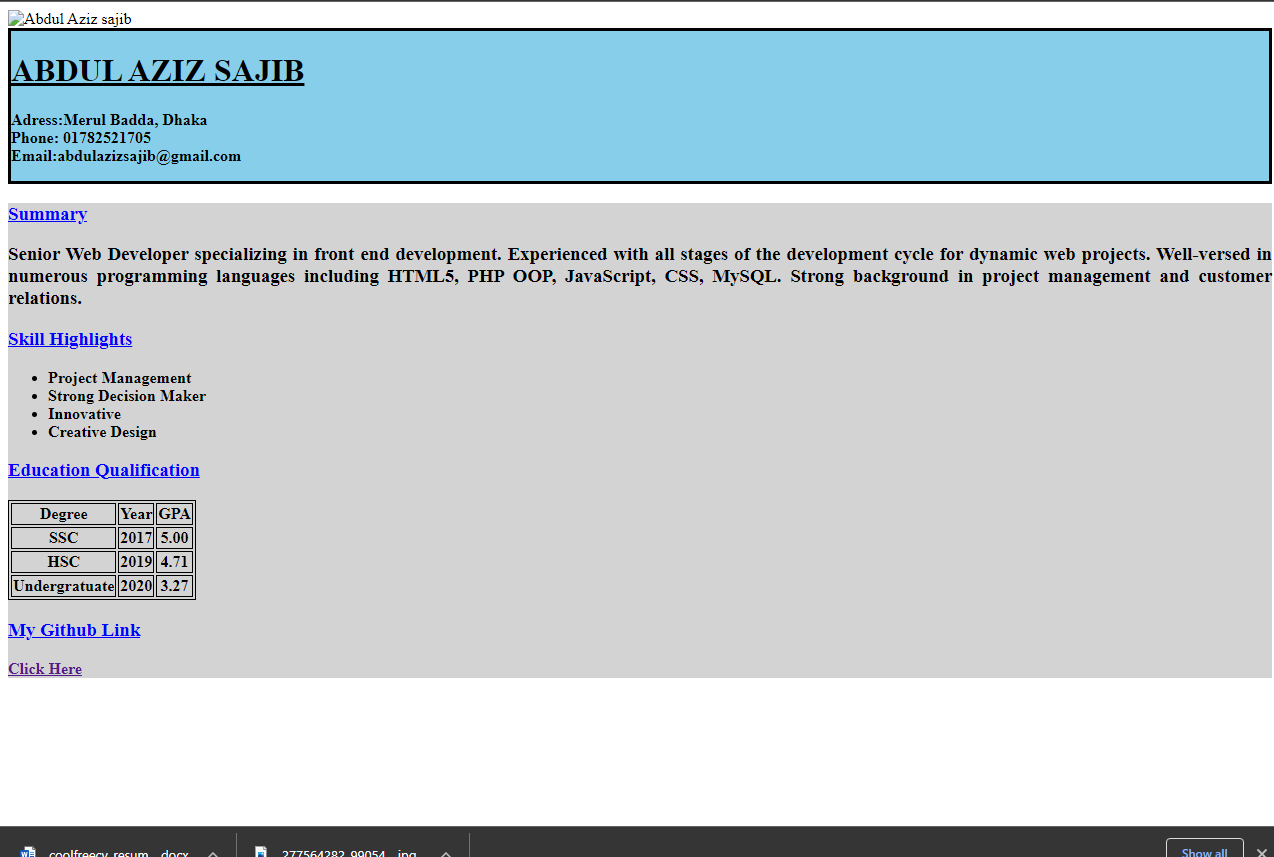 Abdul Aziz sajib
ABDUL AZIZ SAJIB
Adress:Merul Badda, Dhaka
Phone: 01782521705
Email:abdulazizsajib@gmail.com
Summary
Senior Web Developer specializing in front end development. Experienced with all stages of the development cycle for dynamic web projects. Well-versed in
numerous programming languages including HTML5, PHP OOP, JavaScript, CSS, MySQL. Strong background in project management and customer
relations.
Skill Highlights
• Project Management
• Strong Decision Maker
• Innovative
• Creative Design
Education Qualification
Degree Year GPA
SSC 2017 5.00
HSC 2019 4.71
Undergratuate 2020 3.27
My Github Link
Click Here
coolfreecv_resum....docx 277564282_99054....jpg Show all